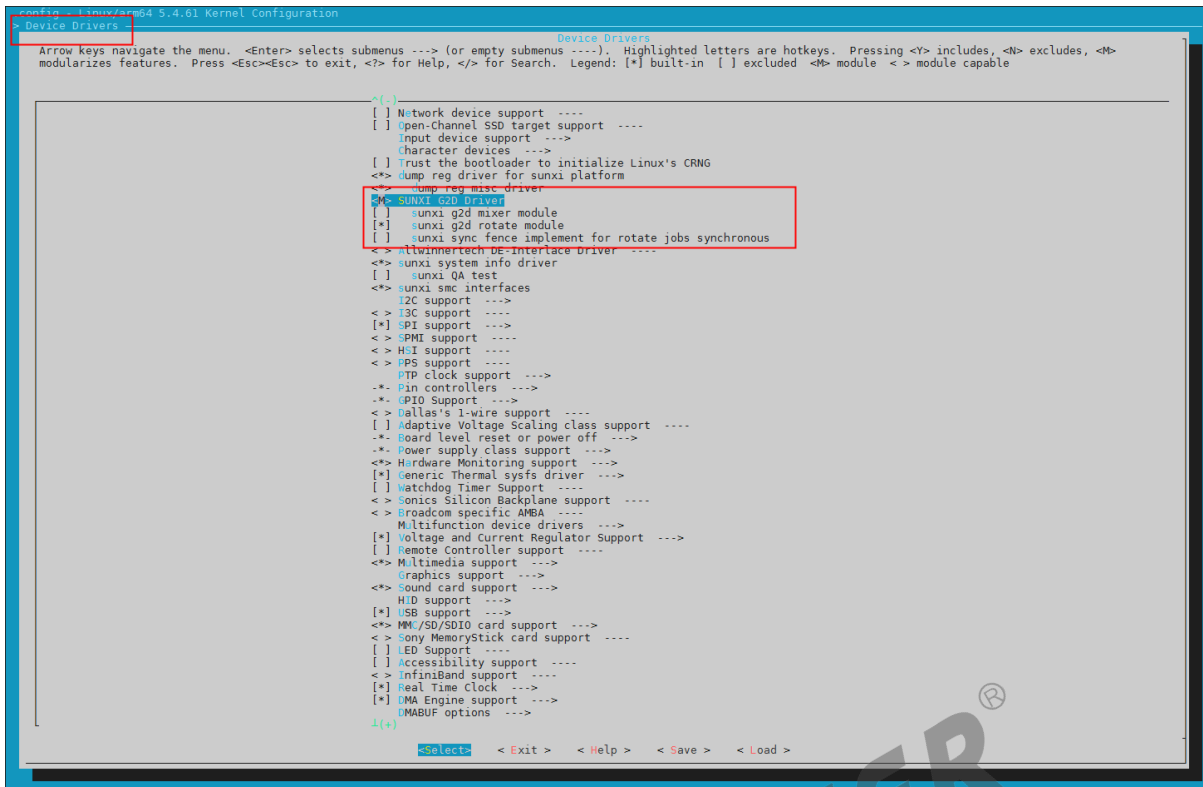 .config - Linux/arm64 5.4.61 Kernel Configuration
> Device Drivers
Device Drivers
Arrow keys navigate the menu. <Enter> selects submenus ---> (or empty submenus ----). Highlighted letters are hotkeys. Pressing <Y> includes, <N> excludes, <M>
modularizes features. Press <Esc><Esc> to exit, <?> for Help, </> for Search. Legend: [*] built-in [ ] excluded <M> module < > module capable
^(-)
[ ] Network device support ----
[ ] Open-Channel SSD target support ----
Input device support --->
Character devices --->
[ ] Trust the bootloader to initialize Linux's CRNG
<*> dump reg driver for sunxi platform
<*> dump reg misc driver
<M> SUNXI G2D Driver
[ ] sunxi g2d mixer module
[*] sunxi g2d rotate module
[ ] sunxi sync fence implement for rotate jobs synchronous
< > Allwinnertech DE-Interlace Driver ----
<*> sunxi system info driver
[ ] sunxi QA test
<*> sunxi smc interfaces
I2C support --->
< > I3C support ----
[*] SPI support --->
< > SPMI support ----
< > HSI support ----
< > PPS support ----
PTP clock support --->
-*- Pin controllers --->
-*- GPIO Support --->
< > Dallas's 1-wire support ----
[ ] Adaptive Voltage Scaling class support ----
-*- Board level reset or power off --->
-*- Power supply class support --->
<*> Hardware Monitoring support --->
[*] Generic Thermal sysfs driver --->
[ ] Watchdog Timer Support ----
< > Sonics Silicon Backplane support ----
< > Broadcom specific AMBA ----
Multifunction device drivers --->
[*] Voltage and Current Regulator Support --->
[ ] Remote Controller support ----
<*> Multimedia support --->
Graphics support --->
<*> Sound card support --->
HID support --->
[*] USB support --->
<*> MMC/SD/SDIO card support --->
< > Sony MemoryStick card support ----
[ ] LED Support ----
[ ] Accessibility support ----
< > InfiniBand support ----
[*] Real Time Clock --->
[*] DMA Engine support --->
DMABUF options --->
┴(+)
<Select> < Exit > < Help > < Save > < Load >